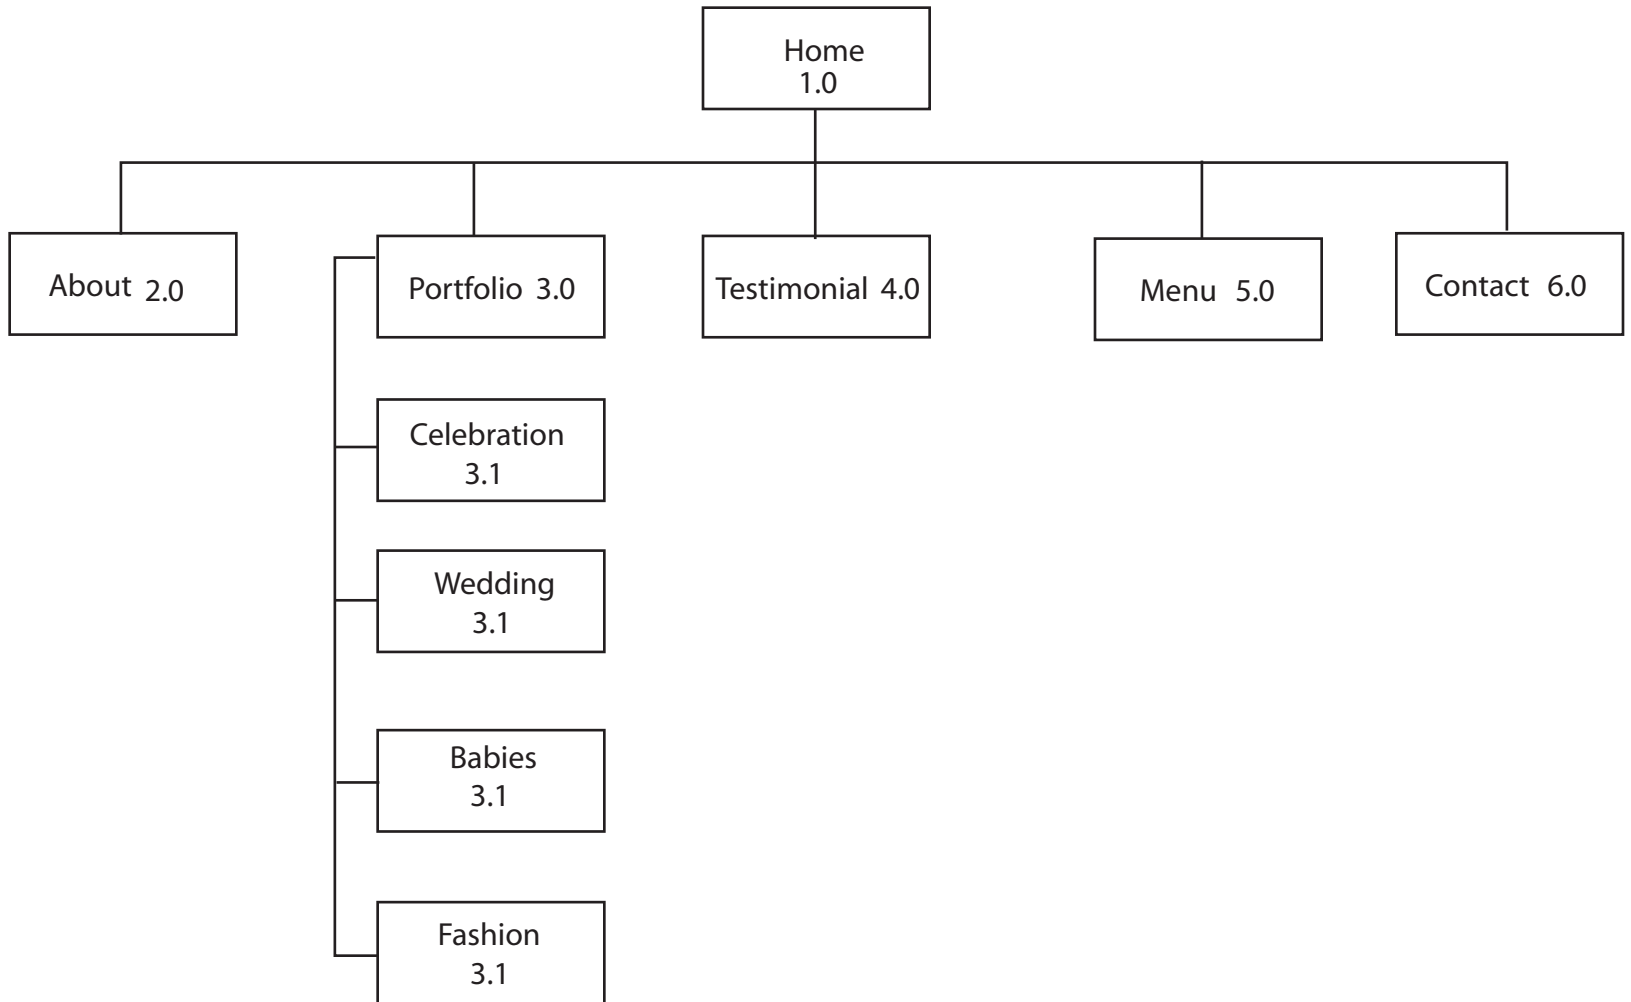 Home
1.0
About 2.0
Portfolio 3.0
Testimonial 4.0
Menu 5.0
Contact 6.0
Celebration
3.1
Wedding
3.1
Babies
3.1
Fashion
3.1